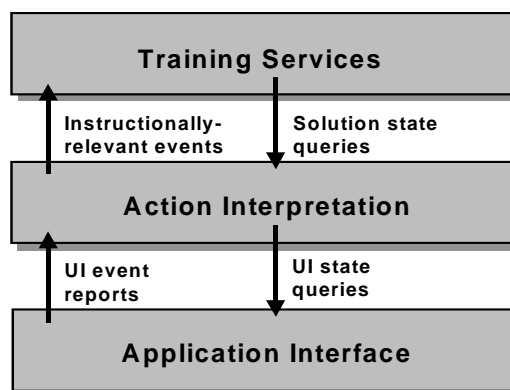 Training Services
Instructionally-
relevant events
Solution state
queries
Action Interpretation
UI event
reports
UI state
queries
Application Interface